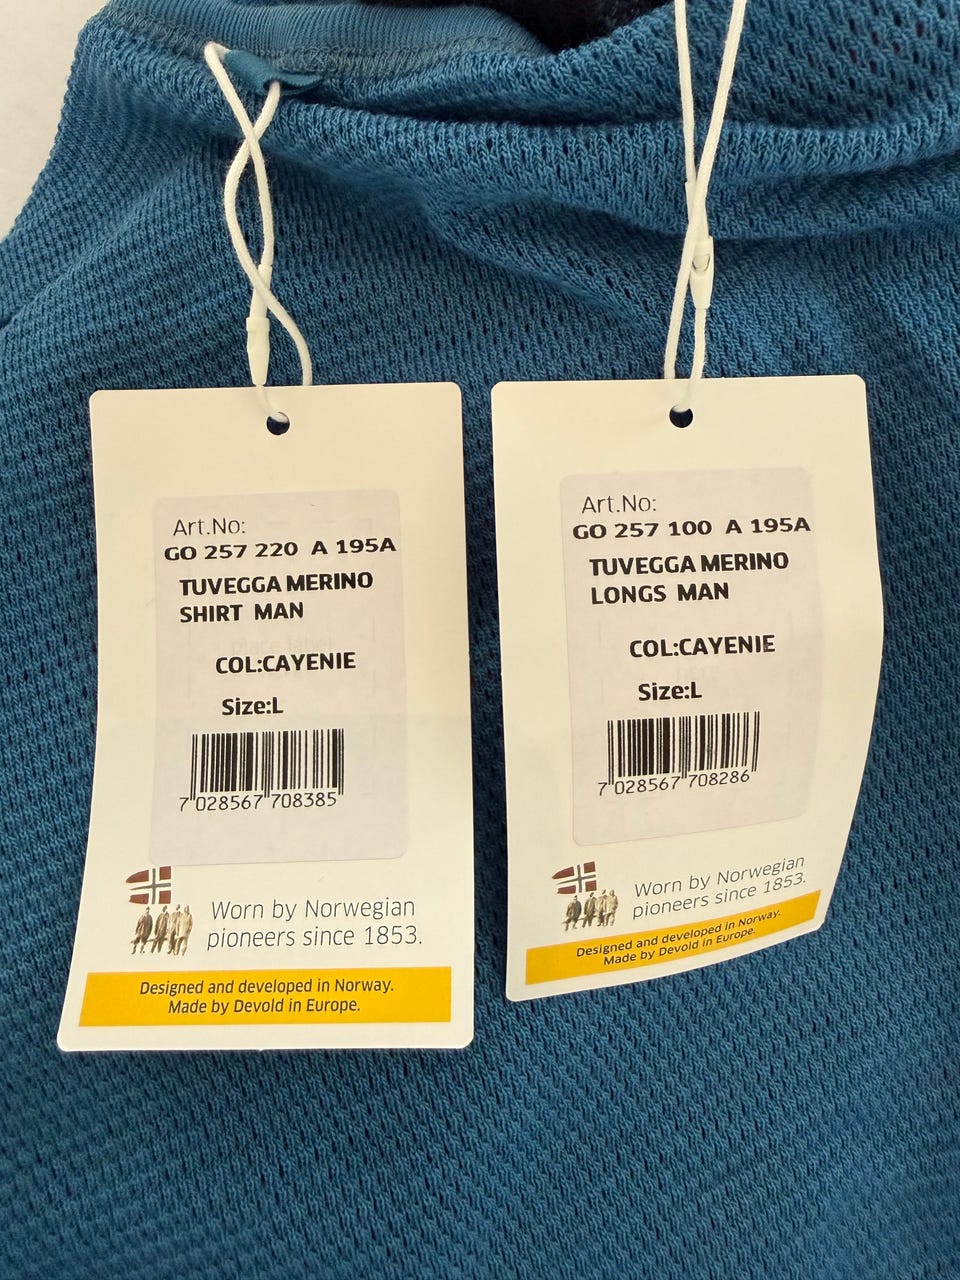 Art.No:
GO 257 220 A 195A
TUVEGGA MERINO
SHIRT MAN
COL:CAYENIE
Size:L
7 028567 708385
Worn by Norwegian
pioneers since 1853.
Designed and developed in Norway.
Made by Devold in Europe.
Art.No:
GO 257 100 A 195A
TUVEGGA MERINO
LONGS MAN
COL:CAYENIE
Size:L
7 028567 708286
Worn by Norwegian
pioneers since 1853.
Designed and developed in Norway.
Made by Devold in Europe.